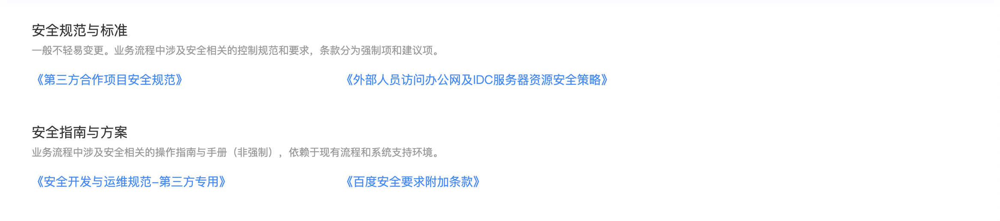 安全规范与标准
一般不轻易变更。业务流程中涉及安全相关的控制规范和要求，条款分为强制项和建议项。
《第三方合作项目安全规范》 《外部人员访问办公网及IDC服务器资源安全策略》
安全指南与方案
业务流程中涉及安全相关的操作指南与手册（非强制），依赖于现有流程和系统支持环境。
《安全开发与运维规范-第三方专用》 《百度安全要求附加条款》